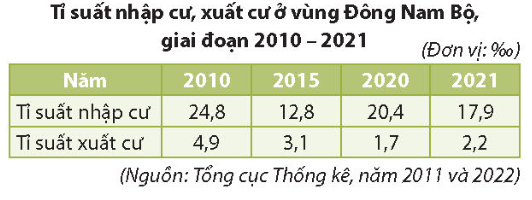 Tỉ suất nhập cư, xuất cư ở vùng Đông Nam Bộ,
giai đoạn 2010 – 2021
(Đơn vị: ‰)
Năm 2010 2015 2020 2021
Tỉ suất nhập cư 24,8 12,8 20,4 17,9
Tỉ suất xuất cư 4,9 3,1 1,7 2,2
(Nguồn: Tổng cục Thống kê, năm 2011 và 2022)